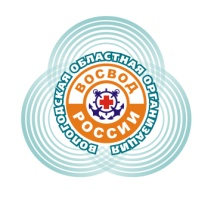 ВОЛОГОДСКАЯ ОБЛАСТНАЯ ОРГАНИЗАЦИЯ
ВОСВОД
РОССИИ